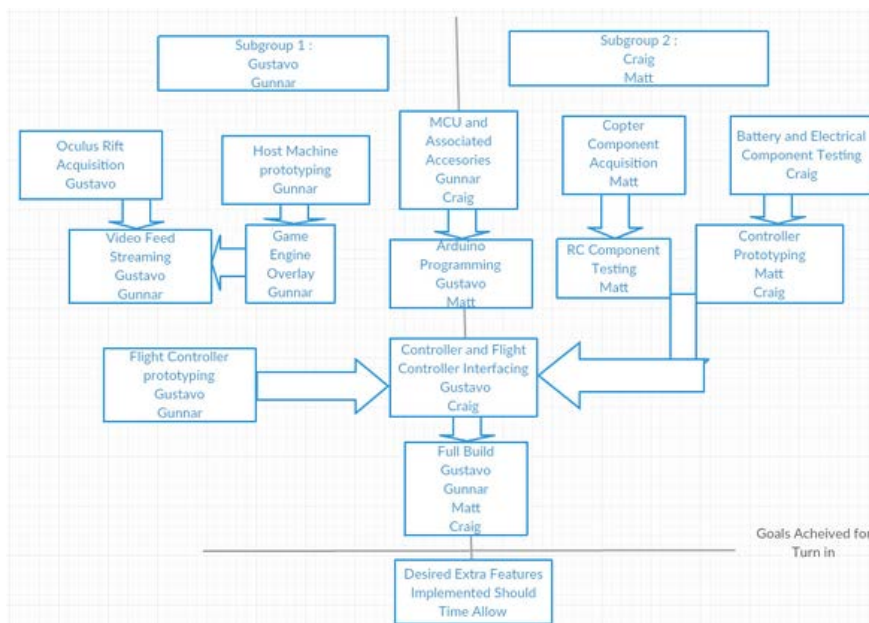 Subgroup 1 :
Gustavo
Gunnar
Subgroup 2 :
Craig
Matt
Oculus Rift
Acquisition
Gustavo
Host Machine
prototyping
Gunnar
MCU and
Associated
Accesories
Gunnar
Craig
Copter
Component
Acquisition
Matt
Battery and Electrical
Component Testing
Craig
Video Feed
Streaming
Gustavo
Gunnar
Game
Engine
Overlay
Gunnar
Arduino
Programming
Gustavo
Matt
RC Component
Testing
Matt
Controller
Prototyping
Matt
Craig
Flight Controller
prototyping
Gustavo
Gunnar
Controller and Flight
Controller Interfacing
Gustavo
Craig
Full Build
Gustavo
Gunnar
Matt
Craig
Goals Acheived for
Turn in
Desired Extra Features
Implemented Should
Time Allow